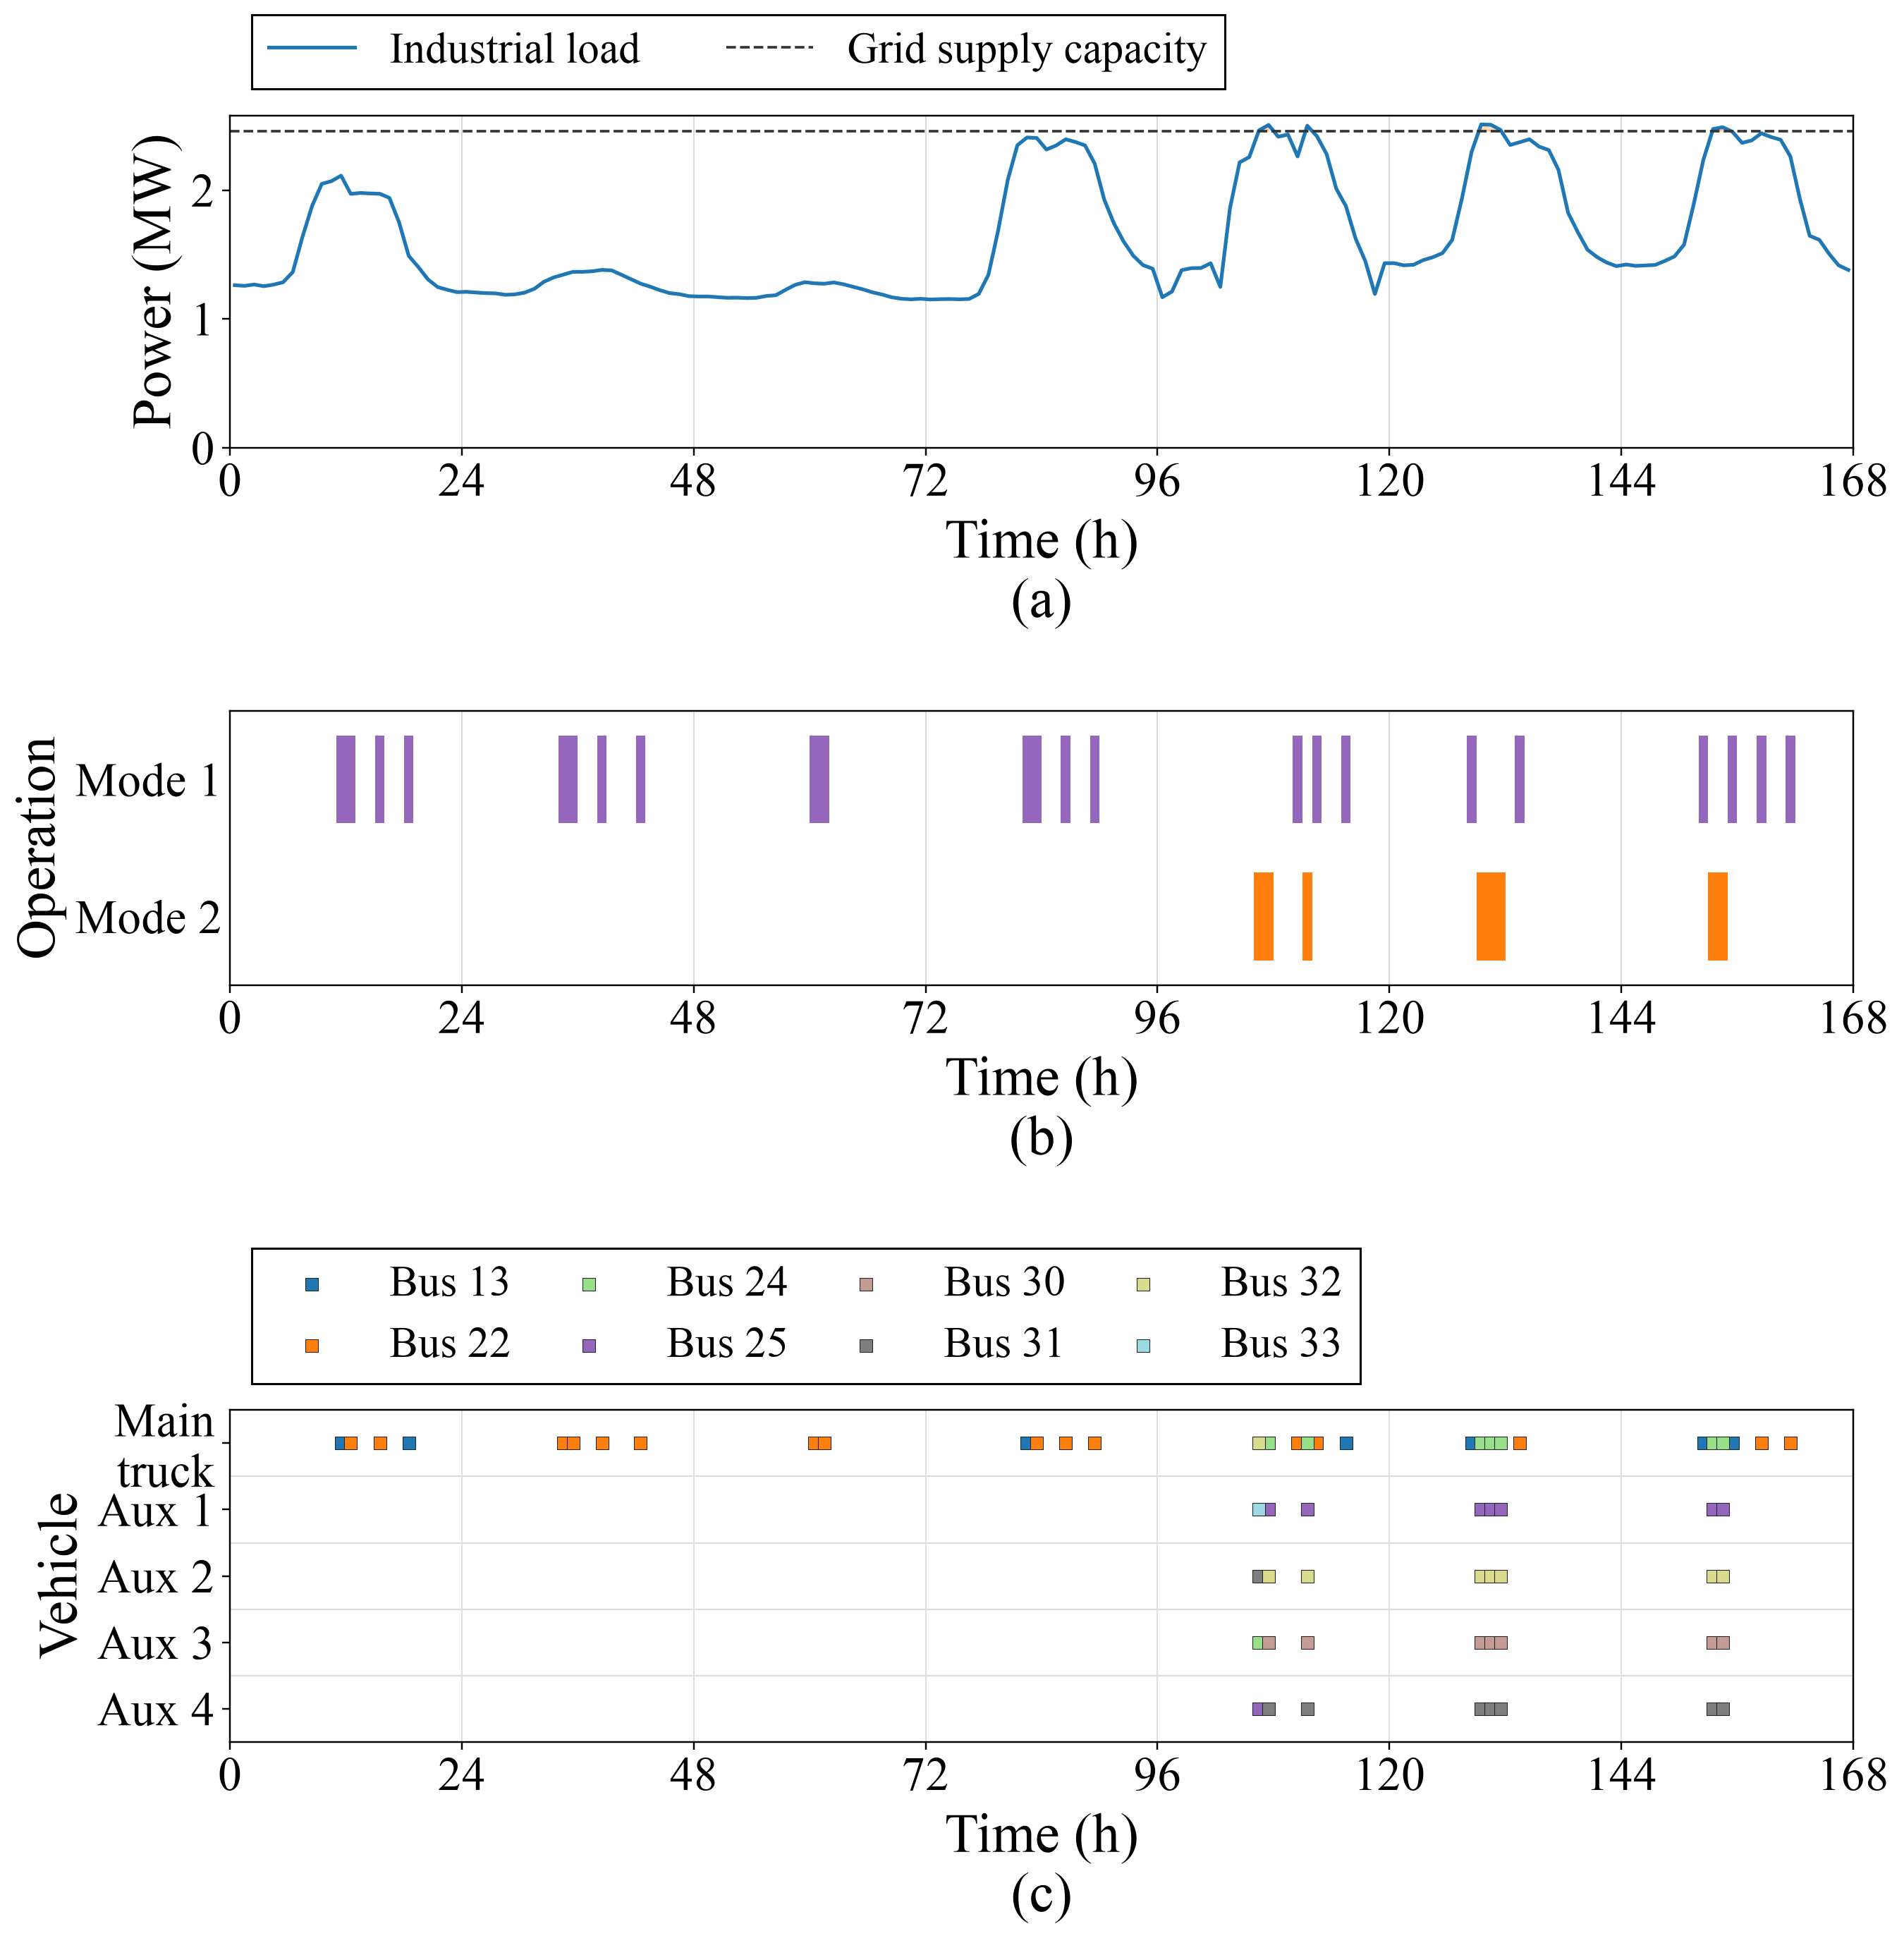 Industrial load Grid supply capacity
Power (MW)
2
1
0
0 24 48 72 96 120 144 168
Time (h)
(a)
Operation
Mode 1
Mode 2
0 24 48 72 96 120 144 168
Time (h)
(b)
Bus 13 Bus 24 Bus 30 Bus 32
Bus 22 Bus 25 Bus 31 Bus 33
Vehicle
Main
truck
Aux 1
Aux 2
Aux 3
Aux 4
0 24 48 72 96 120 144 168
Time (h)
(c)